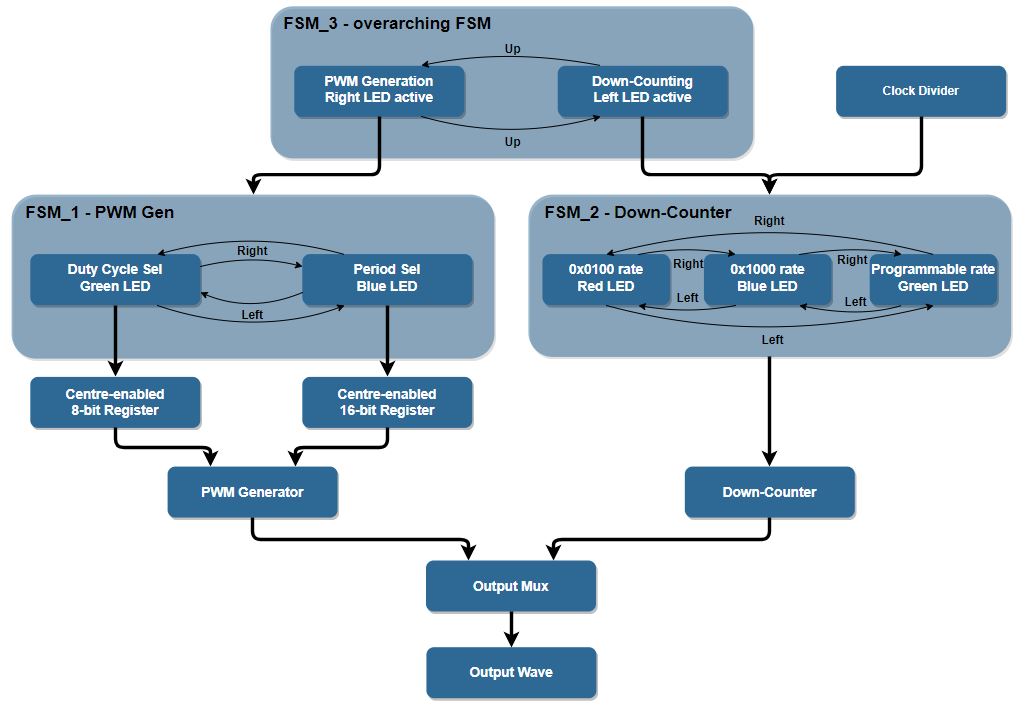 FSM_3 - overarching FSM
Up
PWM Generation
Right LED active
Down-Counting
Left LED active
Up
Clock Divider
FSM_1 - PWM Gen
Right
Duty Cycle Sel
Green LED
Period Sel
Blue LED
Left
FSM_2 - Down-Counter
Right
Right
Right
0x0100 rate
Red LED
0x1000 rate
Blue LED
Programmable rate
Green LED
Left
Left
Left
Centre-enabled
8-bit Register
Centre-enabled
16-bit Register
PWM Generator
Down-Counter
Output Mux
Output Wave